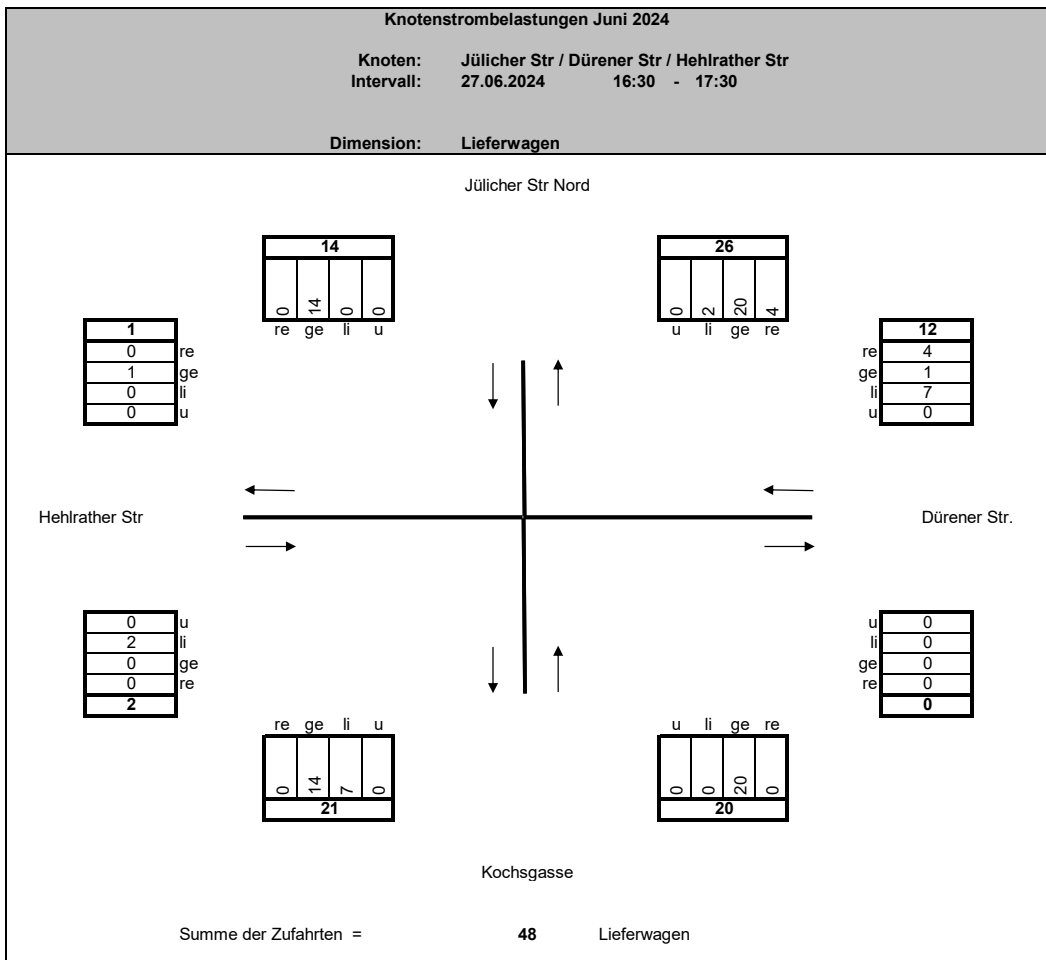 Knotenstrombelastungen Juni 2024
Knoten: Jülicher Str / Dürener Str / Hehlrather Str
Intervall: 27.06.2024 16:30 - 17:30
Dimension: Lieferwagen
Jülicher Str Nord
14
0 14 0 0
re ge li u
26
0 2 20 4
u li ge re
1
0 re
1 ge
0 li
0 u
12
re 4
ge 1
li 7
u 0
Hehlrather Str
Dürener Str.
0 u
2 li
0 ge
0 re
2
u 0
li 0
ge 0
re 0
0
re ge li u
0 14 7 0
21
u li ge re
0 0 20 0
20
Kochsgasse
Summe der Zufahrten = 48 Lieferwagen